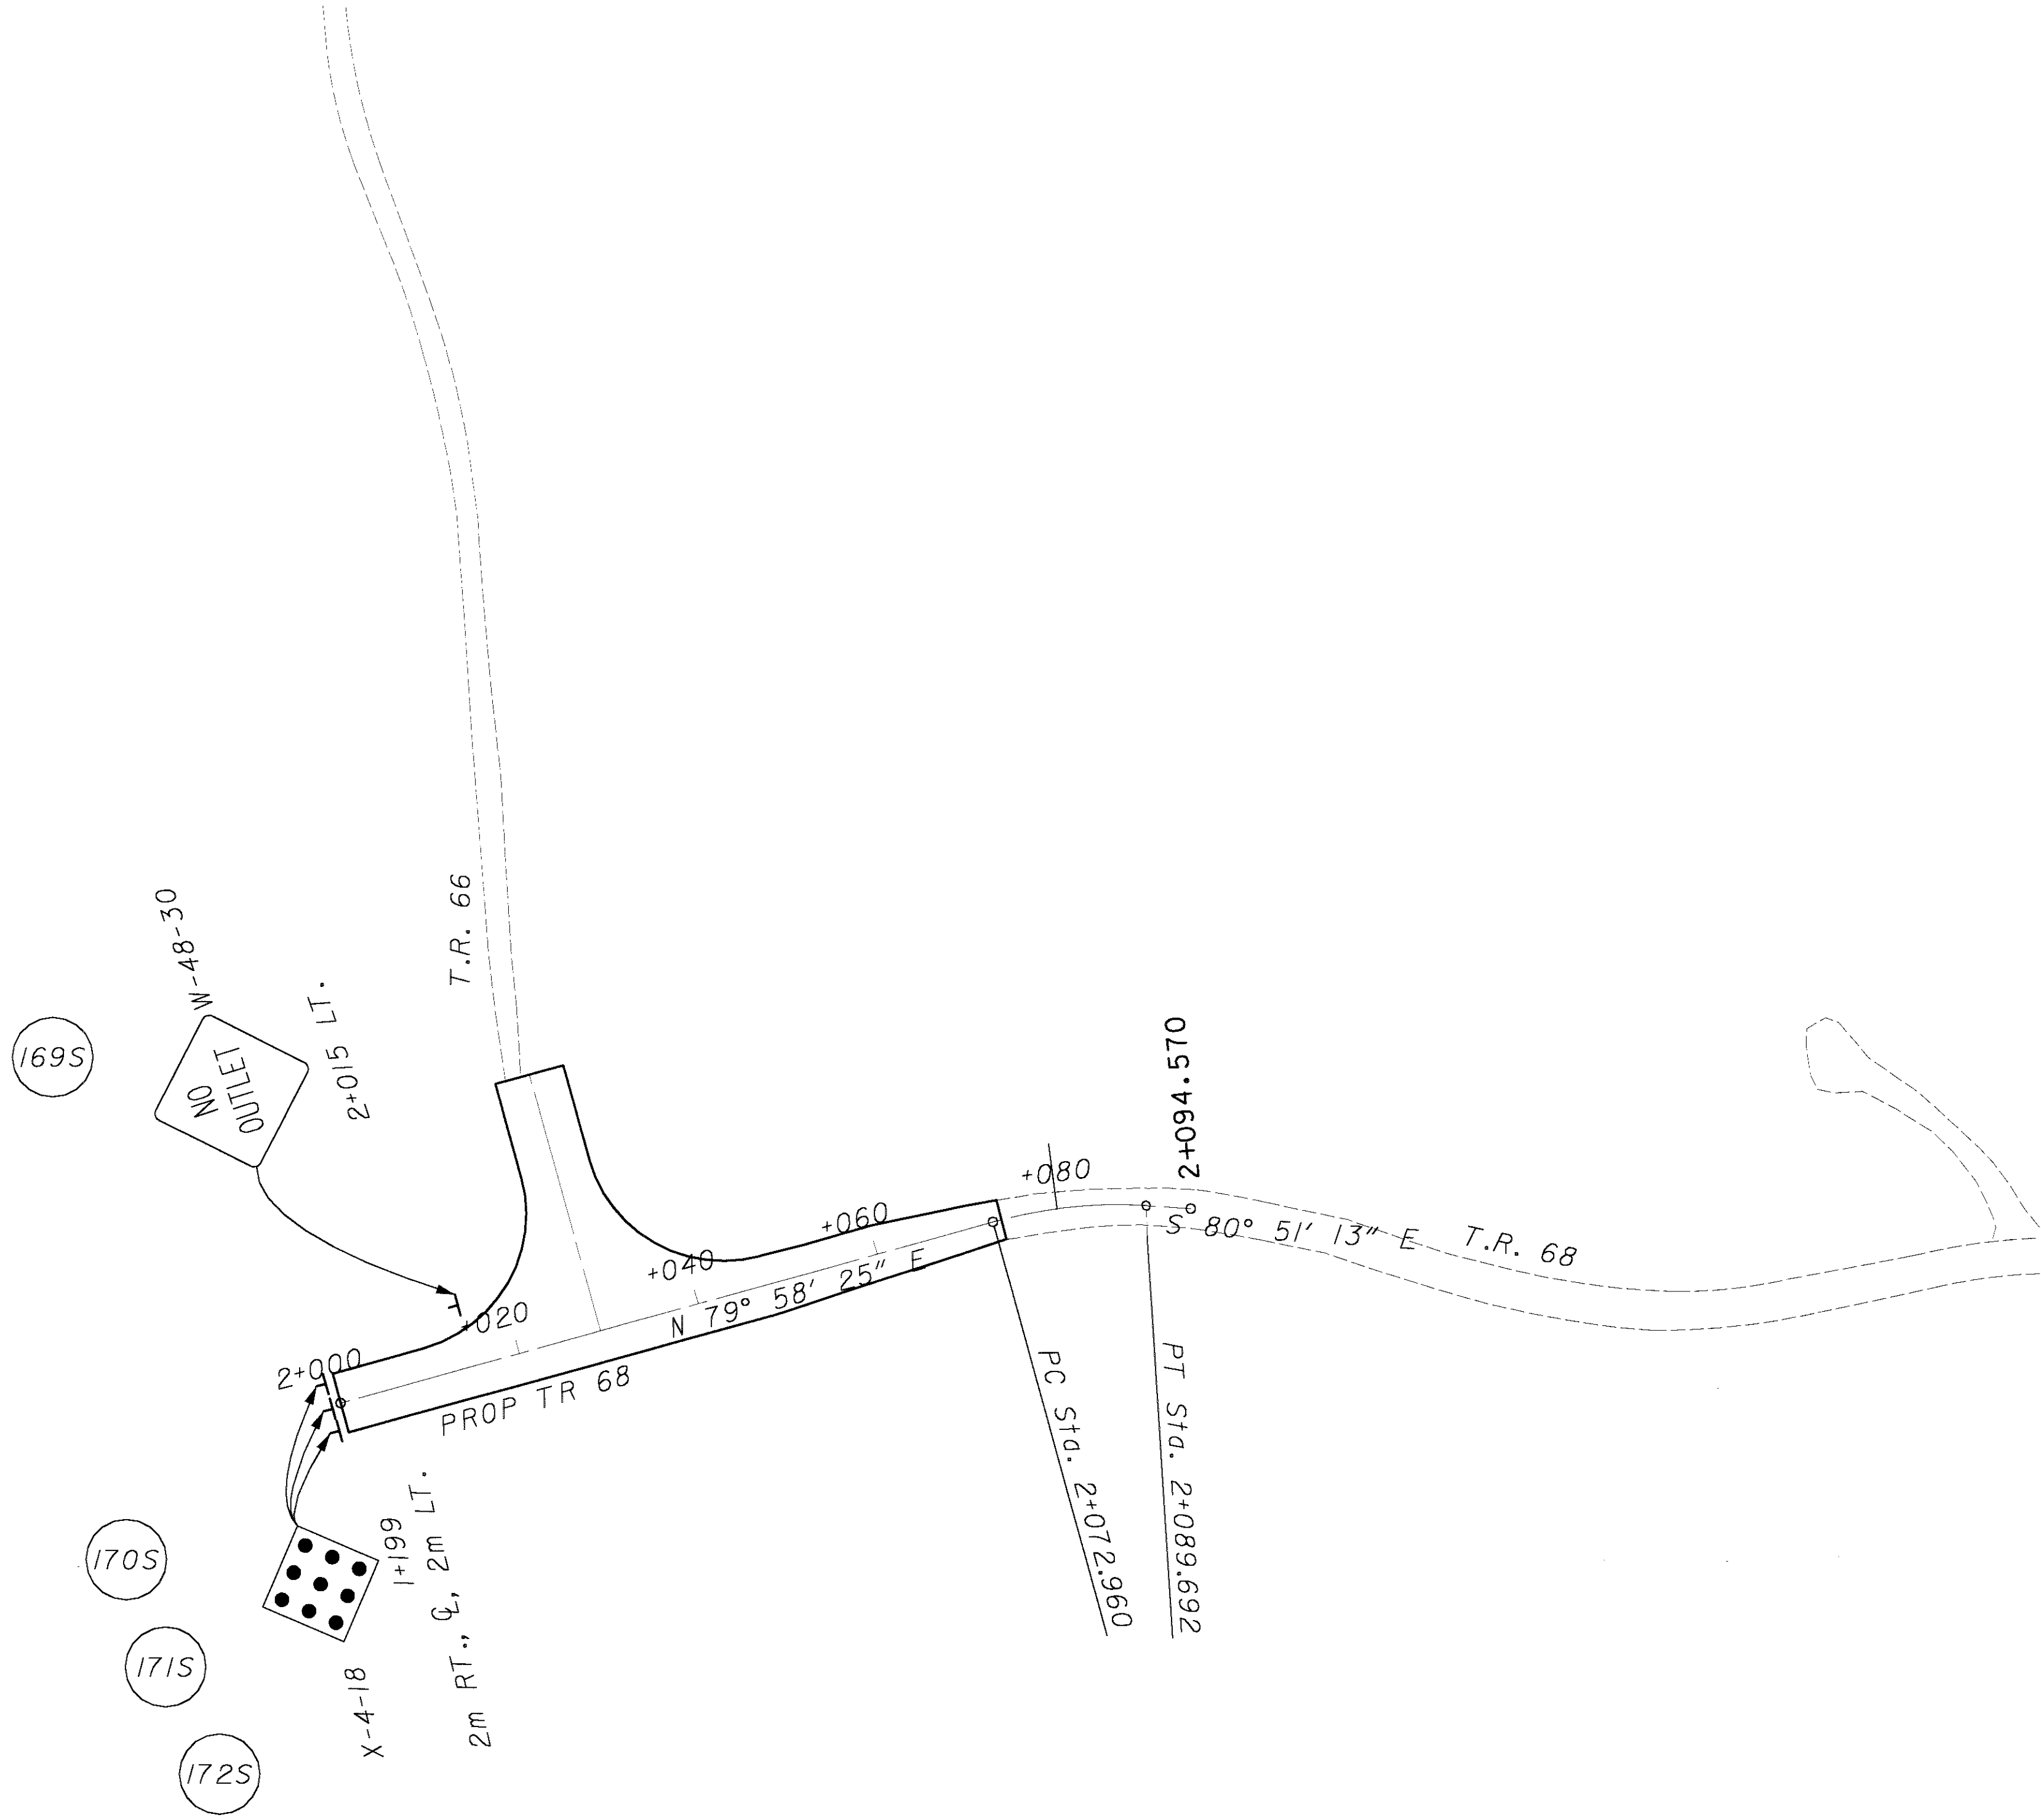 T.R. 66
W-48-30
2+015 LT.
169S
NO
OUTLET
2+094.570
+080
+060
S 80° 51' 13" E
T.R. 68
+040
N 79° 58' 25" E
+020
2+000
PROP TR 68
PC Sta. 2+072.960
PT Sta. 2+089.692
1+199
2m RT., ℄, 2m LT.
X-4-18
170S
171S
172S